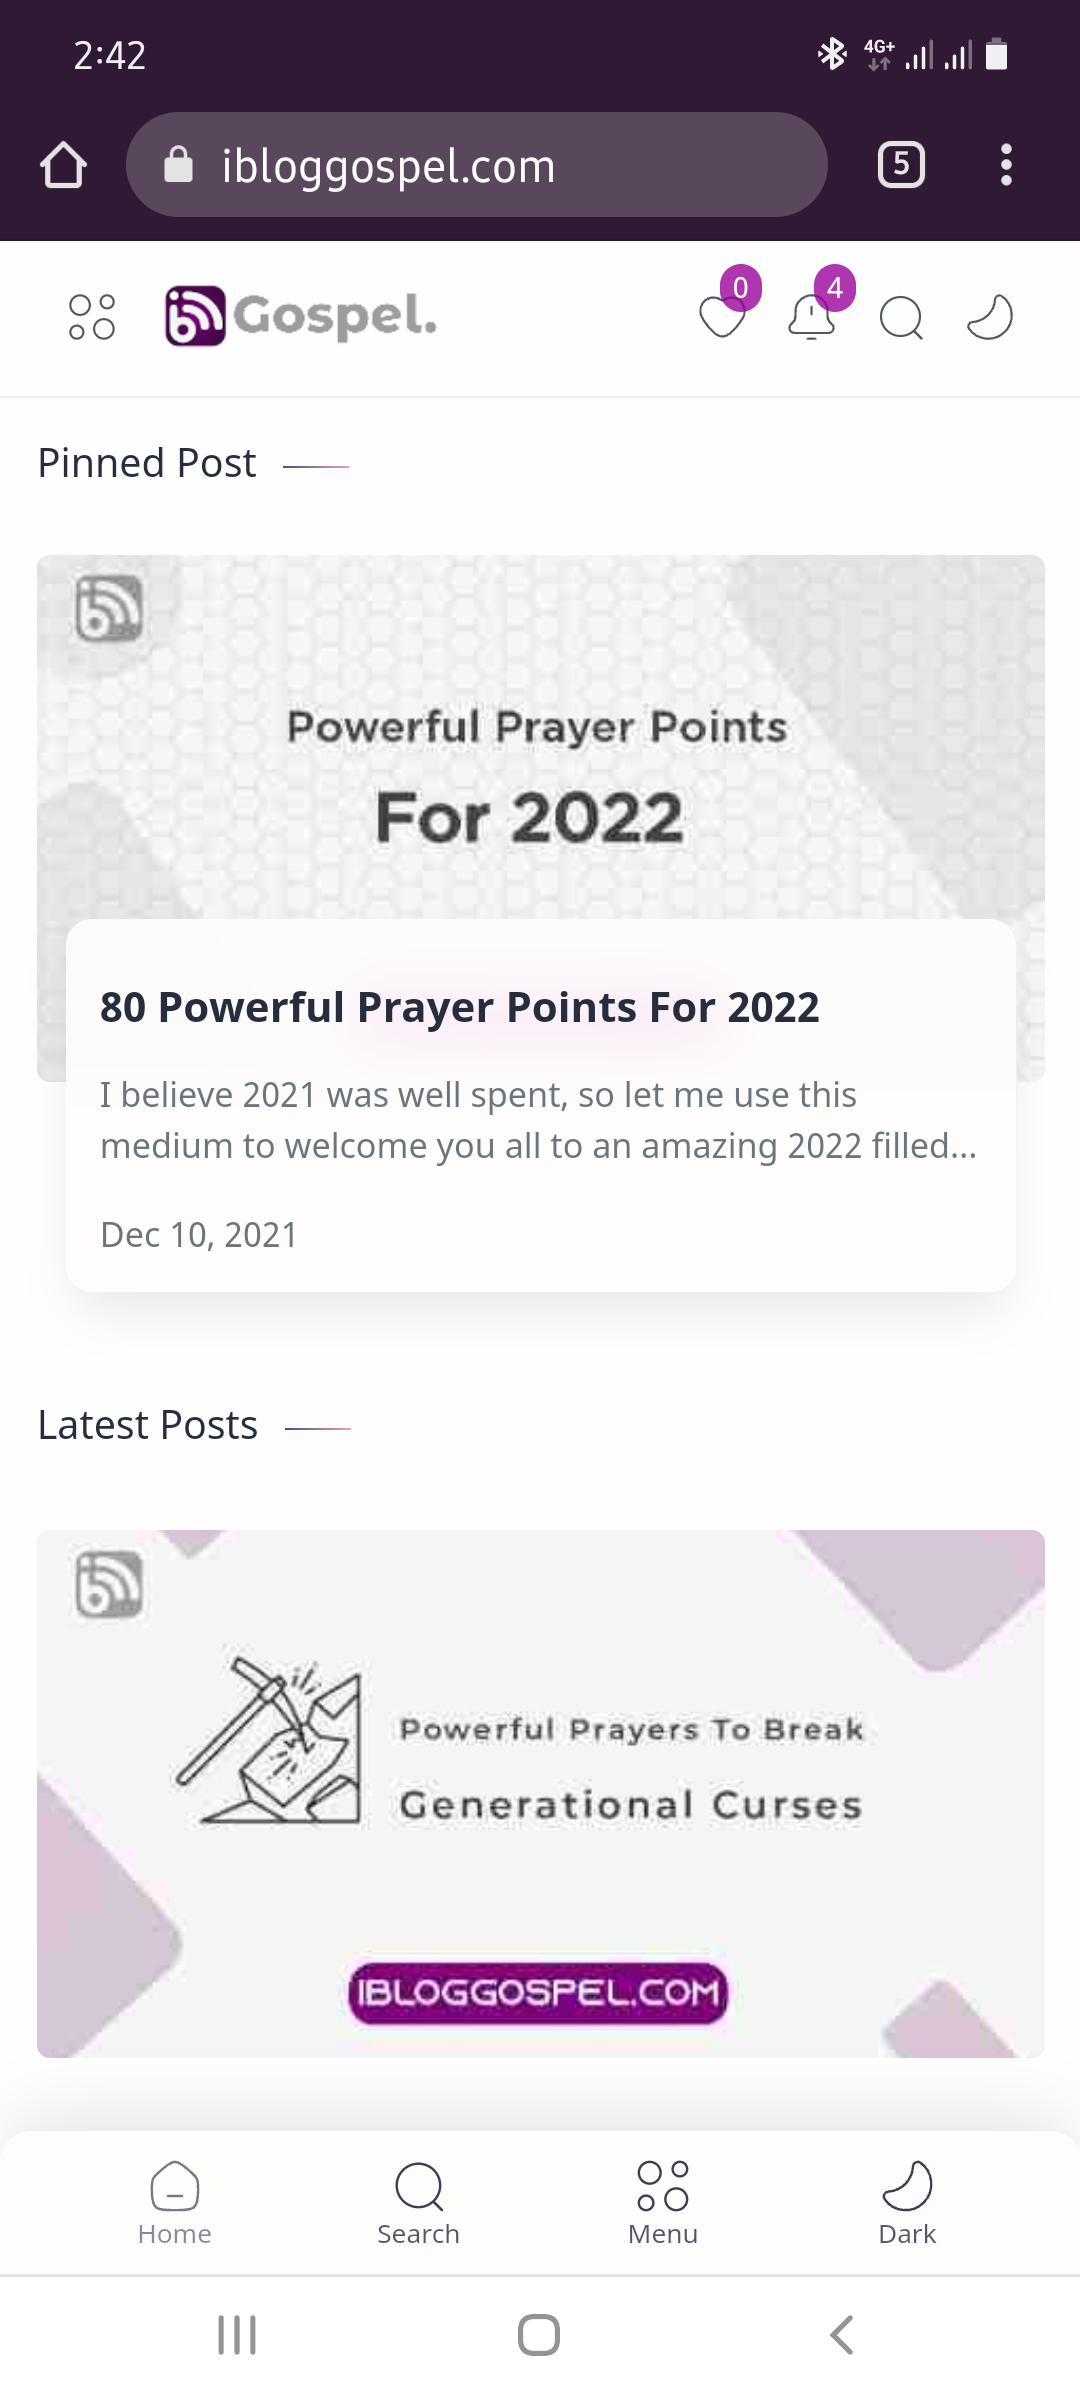 2:42
4G+
ibloggospel.com
5
Gospel.
0
4
Pinned Post
Powerful Prayer Points
For 2022
80 Powerful Prayer Points For 2022
I believe 2021 was well spent, so let me use this
medium to welcome you all to an amazing 2022 filled...
Dec 10, 2021
Latest Posts
Powerful Prayers To Break
Generational Curses
IBLOGGOSPEL.COM
Home
Search
Menu
Dark